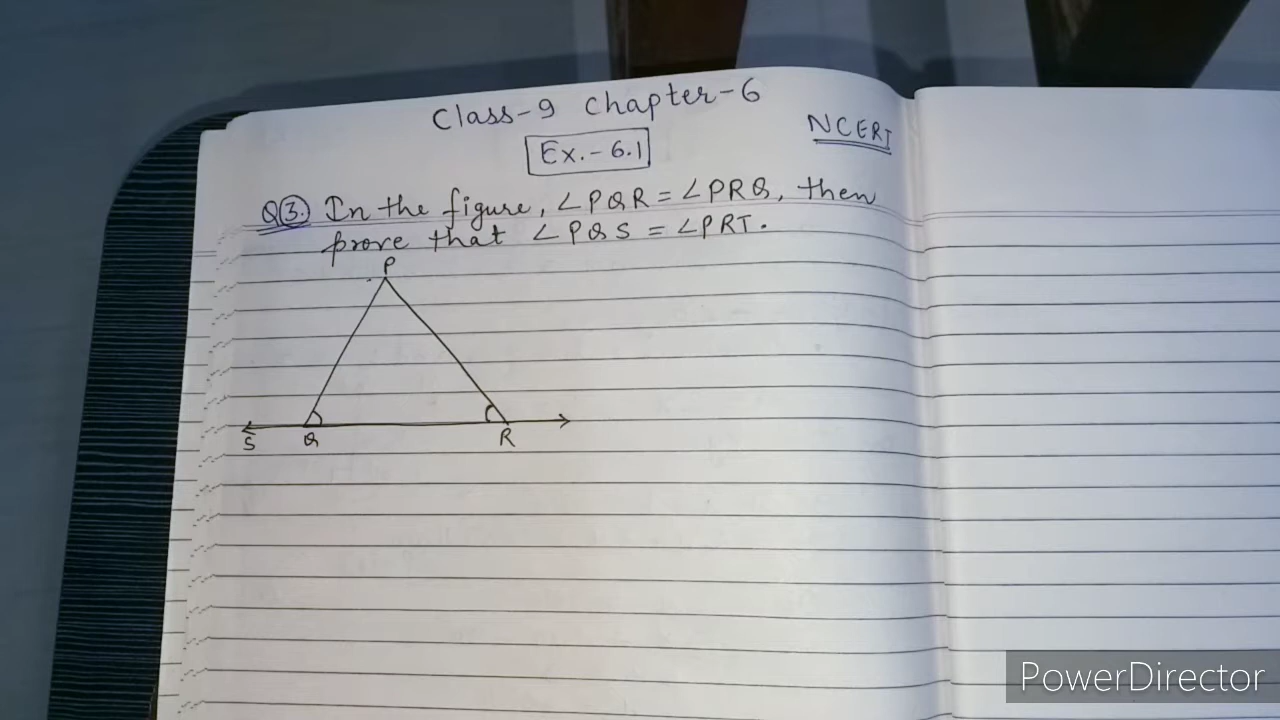 Class-9 Chapter-6
NCERT
Ex.-6.1
Q③. In the figure, ∠PQR = ∠PRQ, then
prove that ∠PQS = ∠PRT.
P
S Q R
PowerDirector